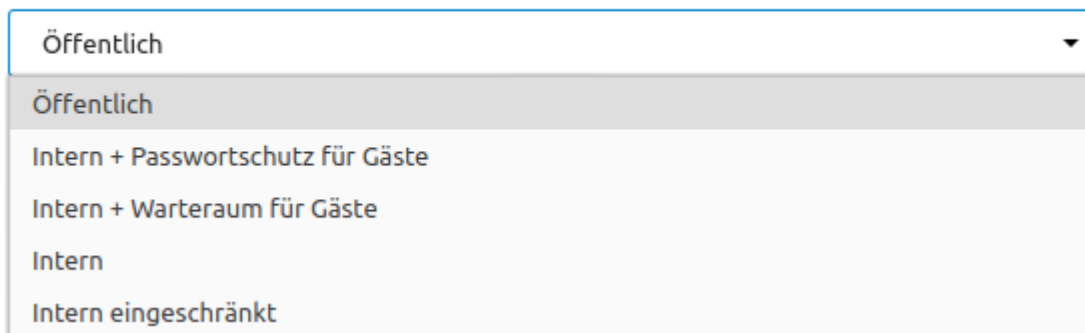 Öffentlich
Öffentlich
Intern + Passwortschutz für Gäste
Intern + Warteraum für Gäste
Intern
Intern eingeschränkt